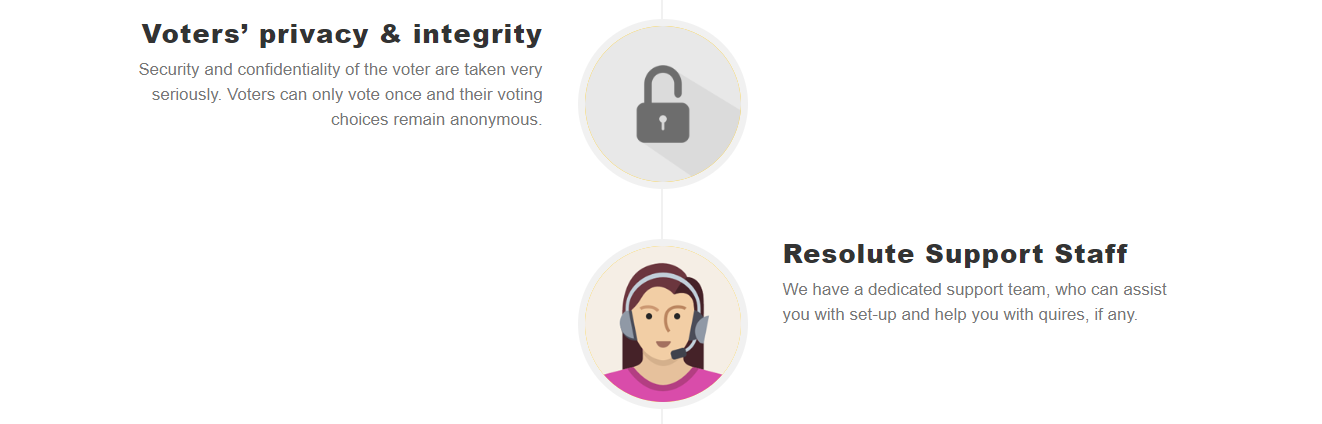 Voters’ privacy & integrity
Security and confidentiality of the voter are taken very
seriously. Voters can only vote once and their voting
choices remain anonymous.
Resolute Support Staff
We have a dedicated support team, who can assist
you with set-up and help you with quires, if any.